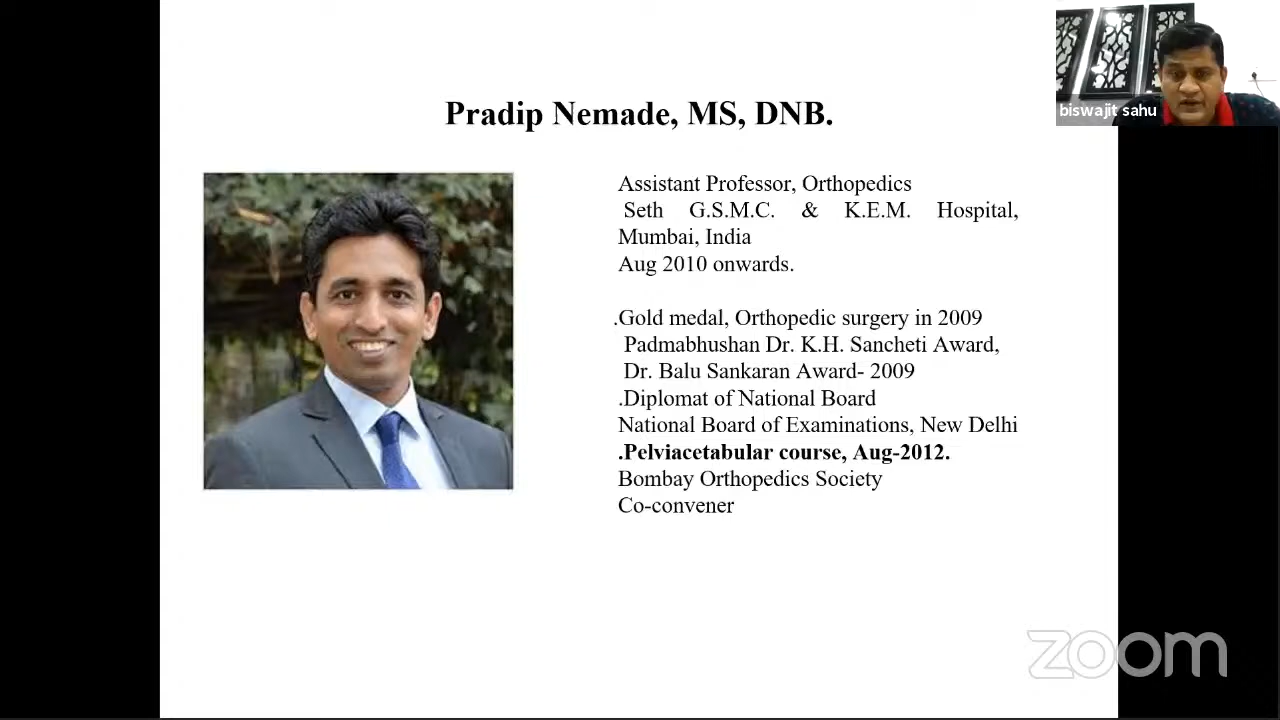 biswajit sahu
Pradip Nemade, MS, DNB.
Assistant Professor, Orthopedics
Seth G.S.M.C. & K.E.M. Hospital,
Mumbai, India
Aug 2010 onwards.
.Gold medal, Orthopedic surgery in 2009
Padmabhushan Dr. K.H. Sancheti Award,
Dr. Balu Sankaran Award- 2009
.Diplomat of National Board
National Board of Examinations, New Delhi
.Pelviacetabular course, Aug-2012.
Bombay Orthopedics Society
Co-convener
zoom